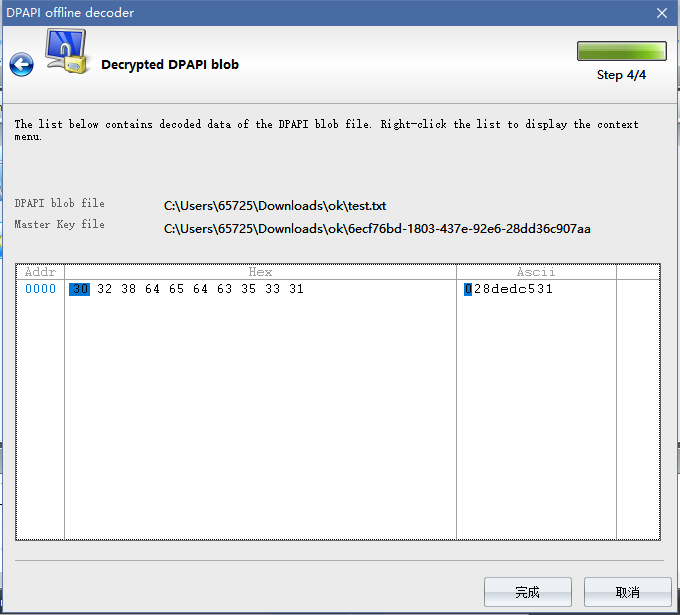 DPAPI offline decoder
Decrypted DPAPI blob
Step 4/4
The list below contains decoded data of the DPAPI blob file. Right-click the list to display the context
menu.
DPAPI blob file C:\Users\65725\Downloads\ok\test.txt
Master Key file C:\Users\65725\Downloads\ok\6ecf76bd-1803-437e-92e6-28dd36c907aa
Addr Hex Ascii
0000 30 32 38 64 65 64 63 35 33 31 028dedc531
完成 取消